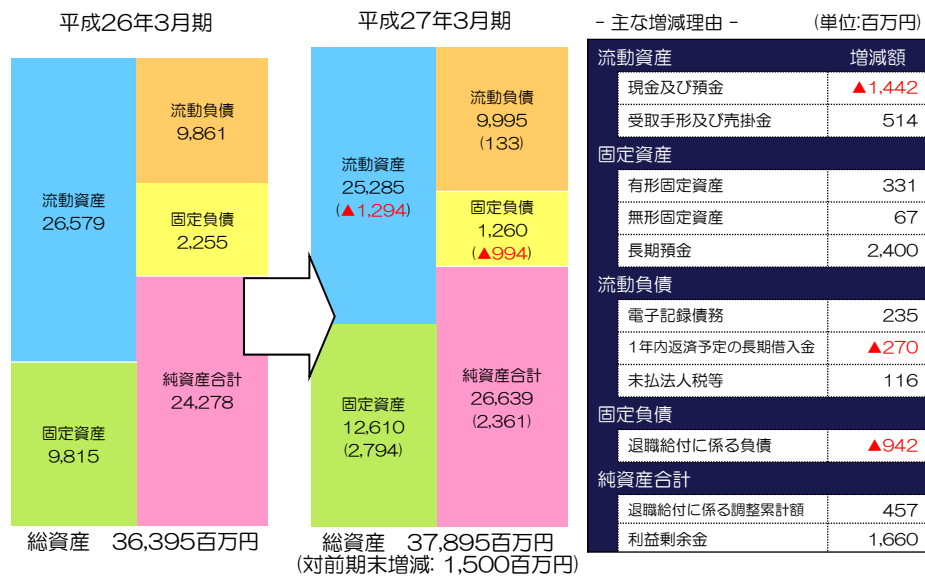 平成26年3月期
流動資産
26,579
流動負債
9,861
固定負債
2,255
固定資産
9,815
純資産合計
24,278
総資産 36,395百万円
平成27年3月期
流動資産
25,285
(▲1,294)
流動負債
9,995
(133)
固定負債
1,260
(▲994)
固定資産
12,610
(2,794)
純資産合計
26,639
(2,361)
総資産 37,895百万円
(対前期末増減: 1,500百万円)
- 主な増減理由 - (単位:百万円)
流動資産 増減額
現金及び預金 ▲1,442
受取手形及び売掛金 514
固定資産
有形固定資産 331
無形固定資産 67
長期預金 2,400
流動負債
電子記録債務 235
1年内返済予定の長期借入金 ▲270
未払法人税等 116
固定負債
退職給付に係る負債 ▲942
純資産合計
退職給付に係る調整累計額 457
利益剰余金 1,660